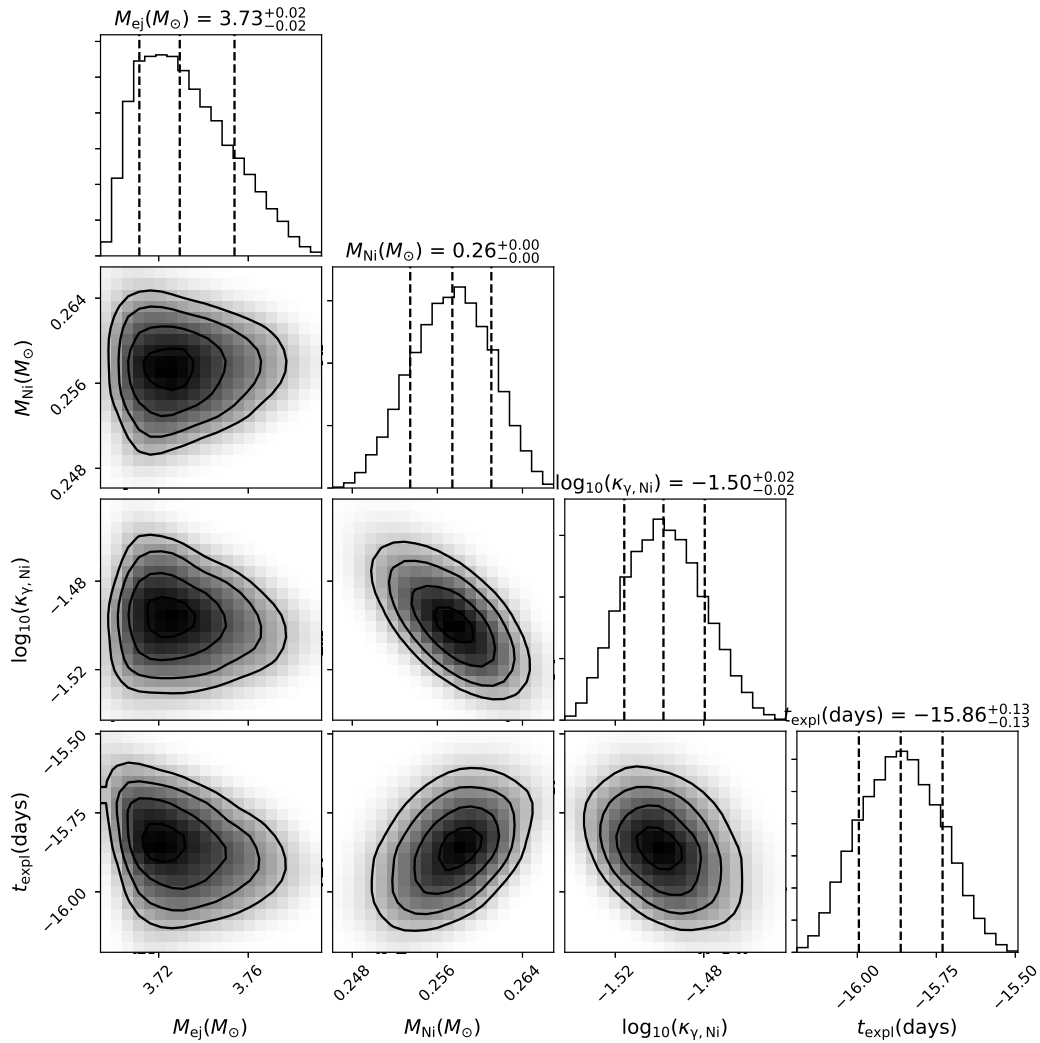 M_ej(M_⊙) = 3.73^{+0.02}_{−0.02}
M_Ni(M_⊙) = 0.26^{+0.00}_{−0.00}
log₁₀(κ_{γ, Ni}) = −1.50^{+0.02}_{−0.02}
t_expl(days) = −15.86^{+0.13}_{−0.13}
M_Ni(M_⊙)
0.264
0.256
0.248
log₁₀(κ_{γ, Ni})
−1.48
−1.52
t_expl(days)
−15.50
−15.75
−16.00
3.72 3.76
0.248 0.256 0.264
−1.52 −1.48
−16.00 −15.75 −15.50
M_ej(M_⊙) M_Ni(M_⊙) log₁₀(κ_{γ, Ni}) t_expl(days)